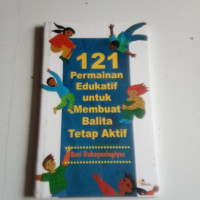 121
Permainan
Edukatif
untuk
Membuat
Balita
Tetap Aktif